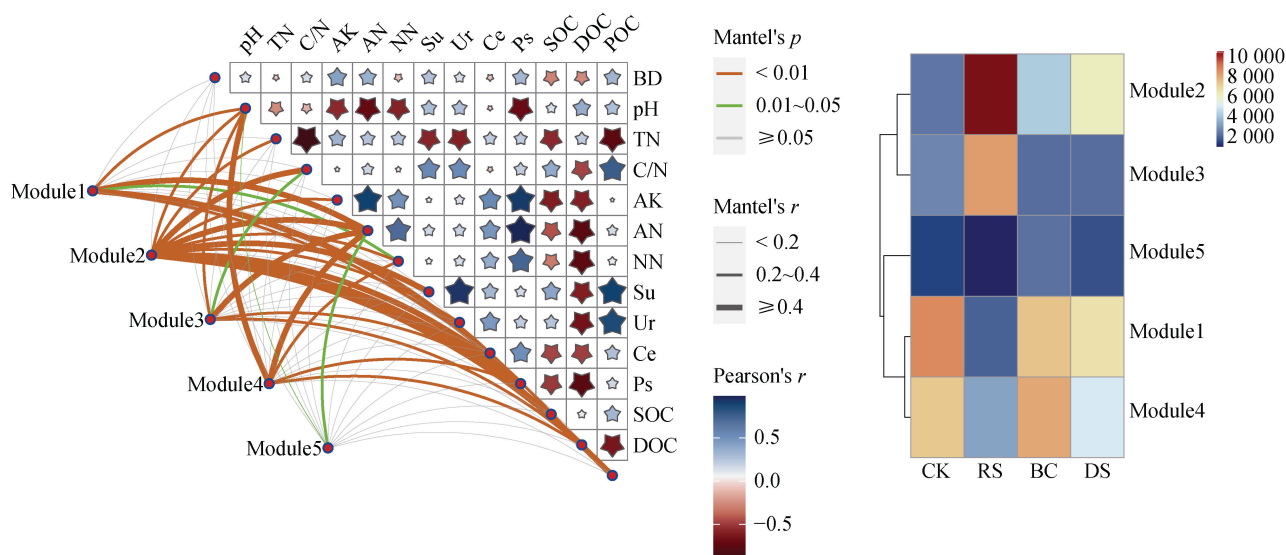 pH TN C/N AK AN NN Su Ur Ce Ps SOC DOC POC
BD
pH
TN
C/N
AK
AN
NN
Su
Ur
Ce
Ps
SOC
DOC
Module1
Module2
Module3
Module4
Module5
Mantel's p
< 0.01
0.01~0.05
≥0.05
Mantel's r
< 0.2
0.2~0.4
≥0.4
Pearson's r
0.5
0.0
−0.5
Module2
Module3
Module5
Module1
Module4
CK RS BC DS
10 000
8 000
6 000
4 000
2 000